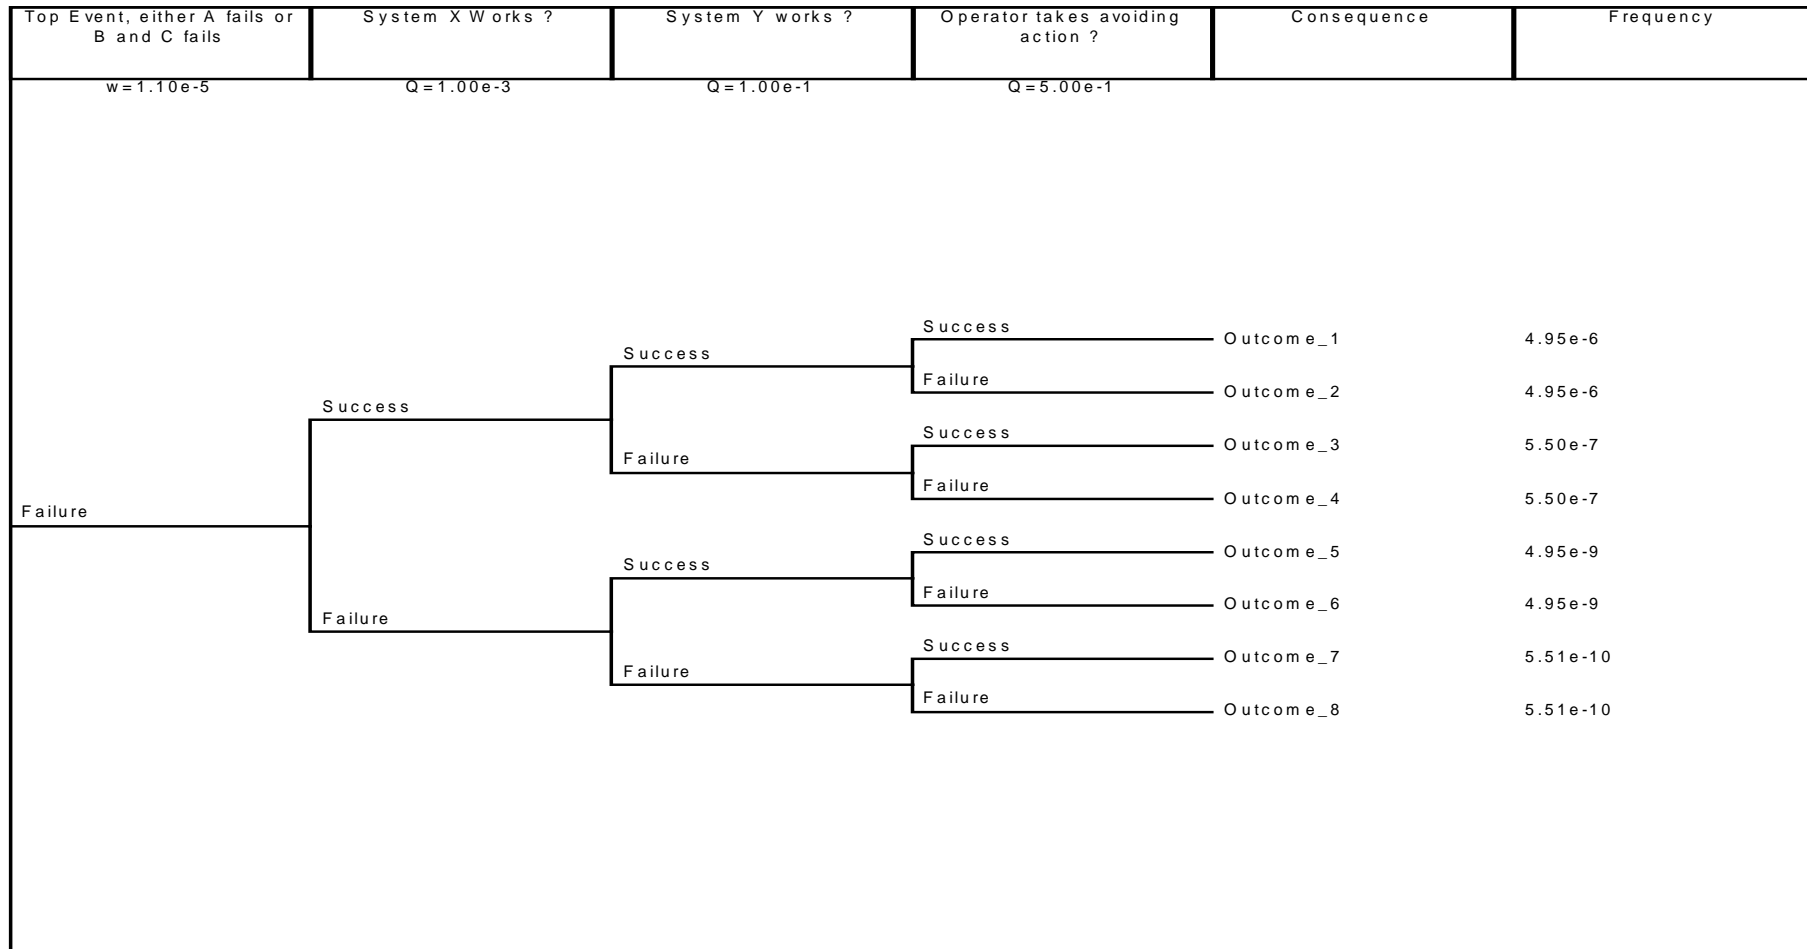 Top Event, either A fails or
B and C fails
System X Works ?
System Y works ?
Operator takes avoiding
action ?
Consequence
Frequency
w=1.10e-5
Q=1.00e-3
Q=1.00e-1
Q=5.00e-1
Success
Outcome_1
4.95e-6
Success
Failure
Outcome_2
4.95e-6
Success
Success
Outcome_3
5.50e-7
Failure
Failure
Outcome_4
5.50e-7
Failure
Success
Outcome_5
4.95e-9
Success
Failure
Outcome_6
4.95e-9
Failure
Success
Outcome_7
5.51e-10
Failure
Failure
Outcome_8
5.51e-10